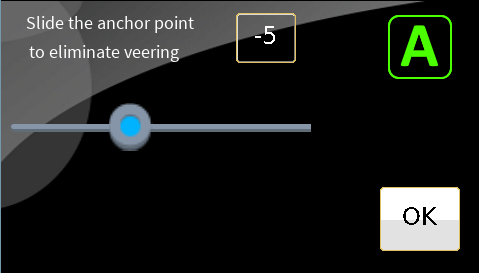 Slide the anchor point
to eliminate veering
-5
A
OK